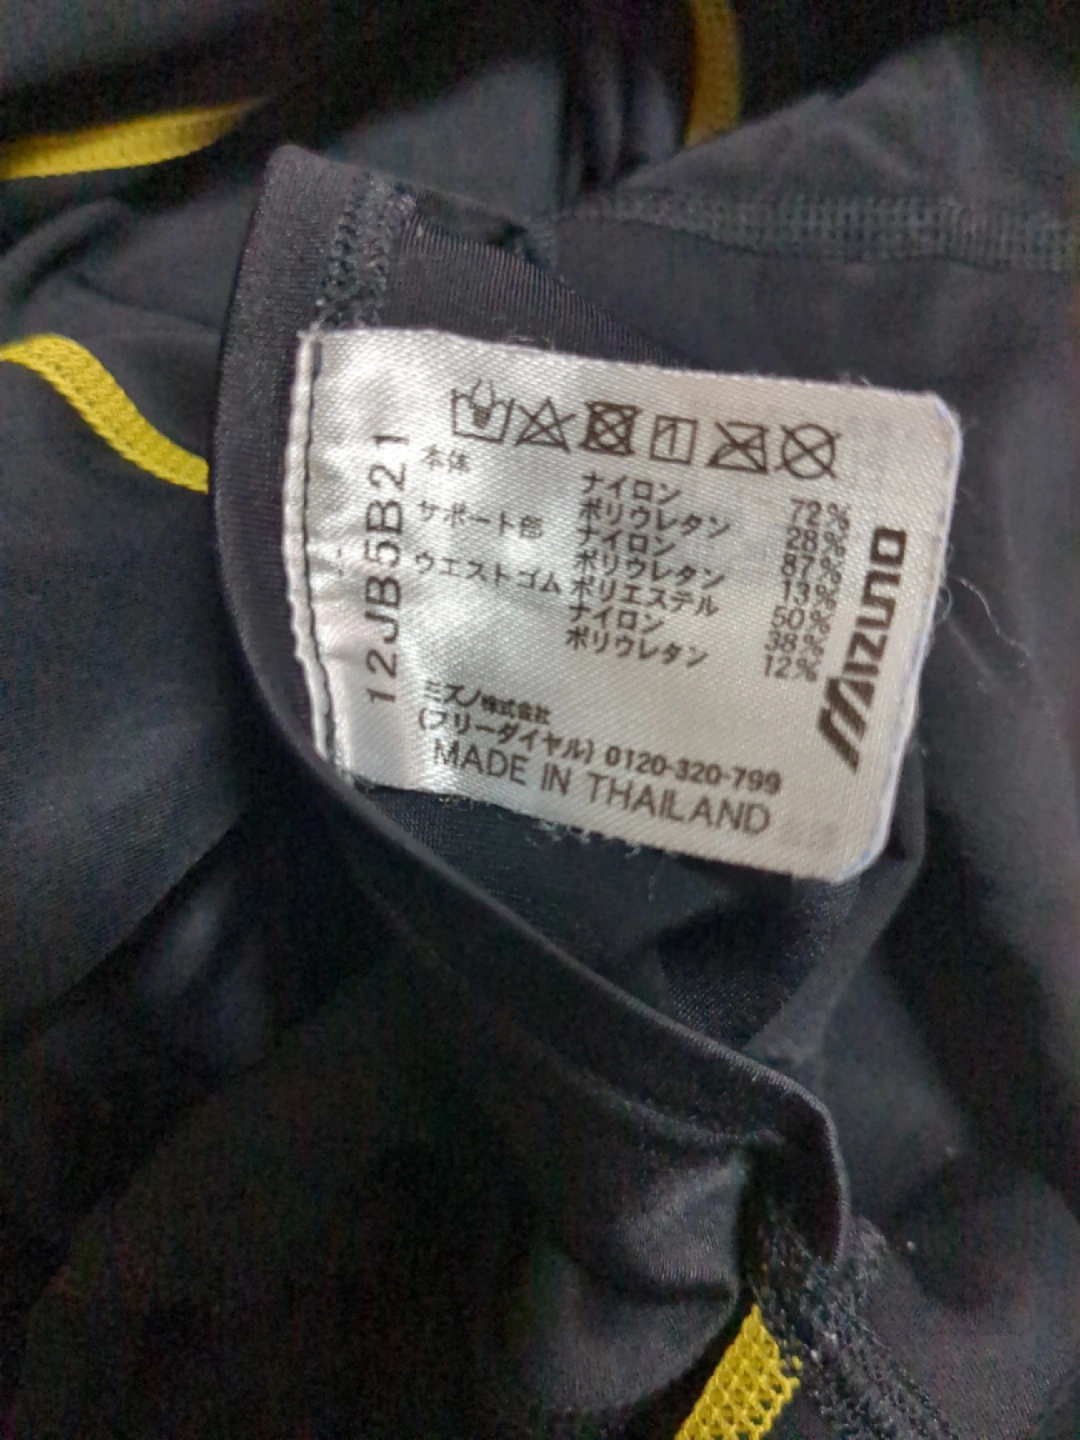 本体 ナイロン 72%
ポリウレタン 28%
サポート部 ナイロン 87%
ポリウレタン 13%
ウエストゴム ポリエステル 50%
ナイロン 38%
ポリウレタン 12%
ミズノ株式会社
(フリーダイヤル) 0120-320-799
MADE IN THAILAND
12JB5B21
MIZUNO